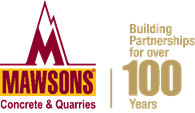 MAWSONS
Concrete & Quarries
Building
Partnerships
for over
100
Years